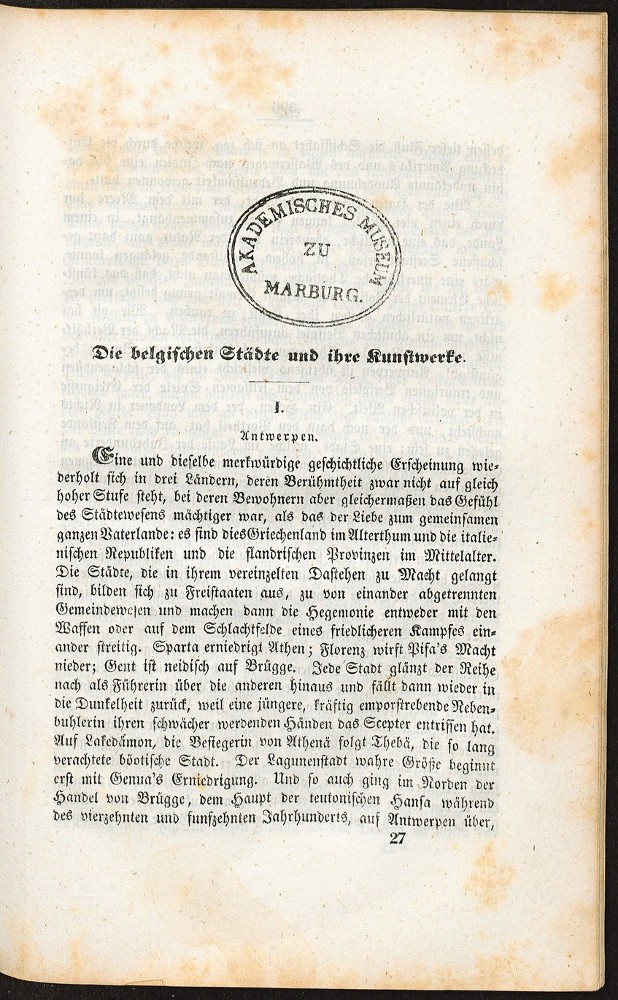 AKADEMISCHES MUSEUM
ZU
MARBURG.
Die belgischen Städte und ihre Kunstwerke.
I.
Antwerpen.
Eine und dieselbe merkwürdige geschichtliche Erscheinung wie-
derholt sich in drei Ländern, deren Berühmtheit zwar nicht auf gleich
hoher Stufe steht, bei deren Bewohnern aber gleichermaßen das Gefühl
des Städtewesens mächtiger war, als das der Liebe zum gemeinsamen
ganzen Vaterlande: es sind dies Griechenland im Alterthum und die italie-
nischen Republiken und die flandrischen Provinzen im Mittelalter.
Die Städte, die in ihrem vereinzelten Dastehen zu Macht gelangt
sind, bilden sich zu Freistaaten aus, zu von einander abgetrennten
Gemeindewesen und machen dann die Hegemonie entweder mit den
Waffen oder auf dem Schlachtfelde eines friedlicheren Kampfes ein-
ander streitig. Sparta erniedrigt Athen; Florenz wirft Pisa's Macht
nieder; Gent ist neidisch auf Brügge. Jede Stadt glänzt der Reihe
nach als Führerin über die anderen hinaus und fällt dann wieder in
die Dunkelheit zurück, weil eine jüngere, kräftig emporstrebende Neben-
buhlerin ihren schwächer werdenden Händen das Scepter entrissen hat.
Auf Lakedämon, die Besiegerin von Athenä folgt Thebä, die so lang
verachtete böotische Stadt. Der Lagunenstadt wahre Größe beginnt
erst mit Genua's Erniedrigung. Und so auch ging im Norden der
Handel von Brügge, dem Haupt der teutonischen Hansa während
des vierzehnten und funfzehnten Jahrhunderts, auf Antwerpen über,
27